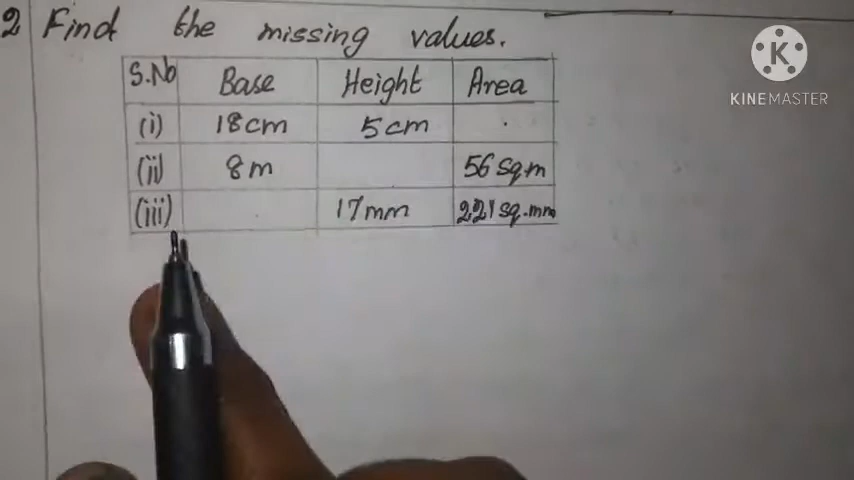 2 Find the missing values.
S.No Base Height Area
(i) 18cm 5cm .
(ii) 8m 56 Sq.m
(iii) 17mm 221 sq.mm
K
KINEMASTER